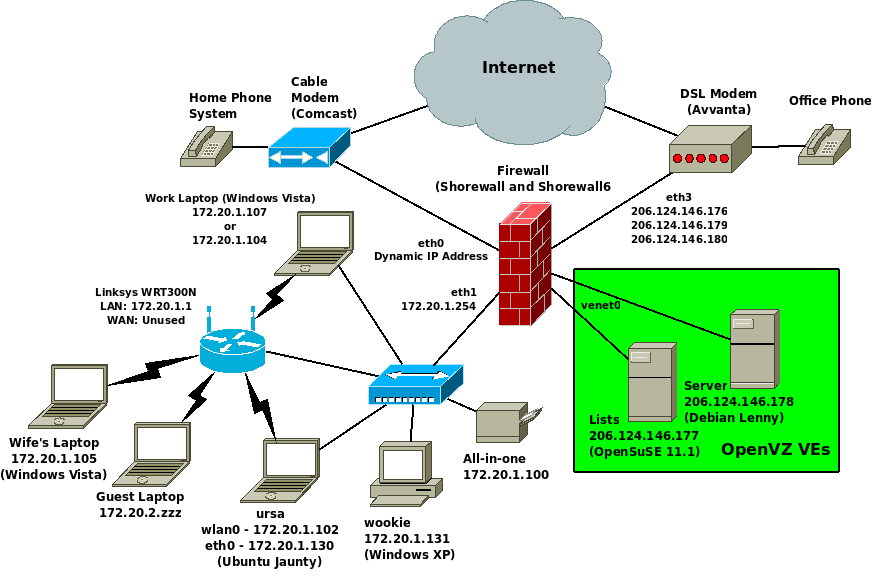 Internet
Cable
Modem
(Comcast)
Home Phone
System
DSL Modem
(Avvanta)
Office Phone
Firewall
(Shorewall and Shorewall6
Work Laptop (Windows Vista)
172.20.1.107
or
172.20.1.104
eth3
206.124.146.176
206.124.146.179
206.124.146.180
eth0
Dynamic IP Address
eth1
172.20.1.254
Linksys WRT300N
LAN: 172.20.1.1
WAN: Unused
venet0
Server
206.124.146.178
(Debian Lenny)
Lists
206.124.146.177
(OpenSuSE 11.1)
OpenVZ VEs
Wife's Laptop
172.20.1.105
(Windows Vista)
Guest Laptop
172.20.2.zzz
ursa
wlan0 - 172.20.1.102
eth0 - 172.20.1.130
(Ubuntu Jaunty)
wookie
172.20.1.131
(Windows XP)
All-in-one
172.20.1.100